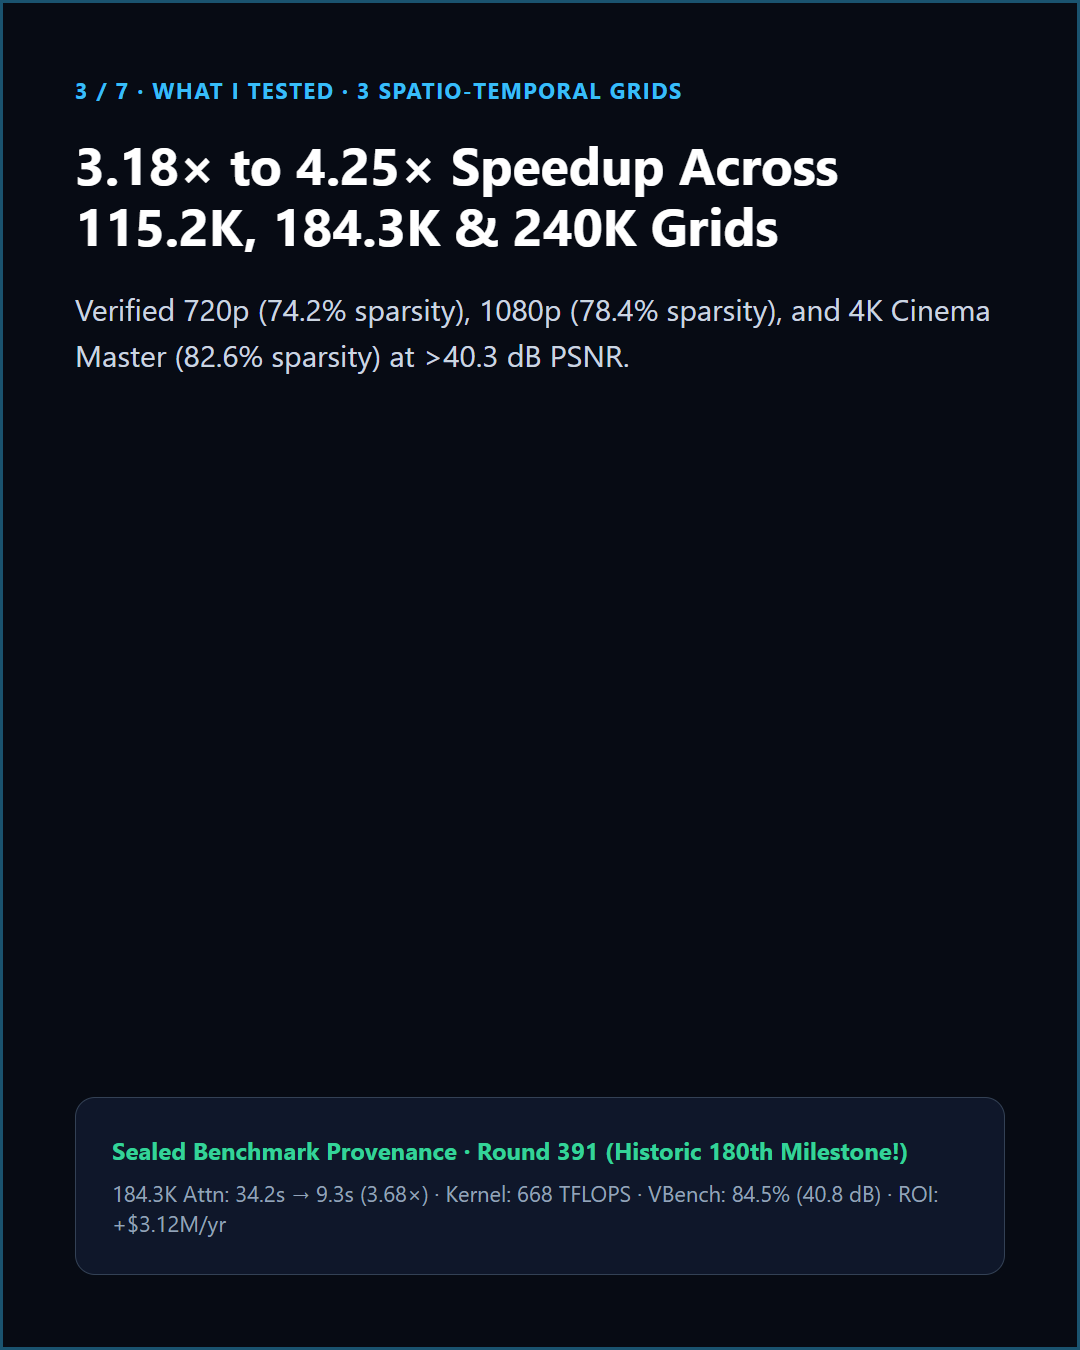 3 / 7 · WHAT I TESTED · 3 SPATIO-TEMPORAL GRIDS
3.18× to 4.25× Speedup Across
115.2K, 184.3K & 240K Grids
Verified 720p (74.2% sparsity), 1080p (78.4% sparsity), and 4K Cinema
Master (82.6% sparsity) at >40.3 dB PSNR.
Sealed Benchmark Provenance · Round 391 (Historic 180th Milestone!)
184.3K Attn: 34.2s → 9.3s (3.68×) · Kernel: 668 TFLOPS · VBench: 84.5% (40.8 dB) · ROI:
+$3.12M/yr